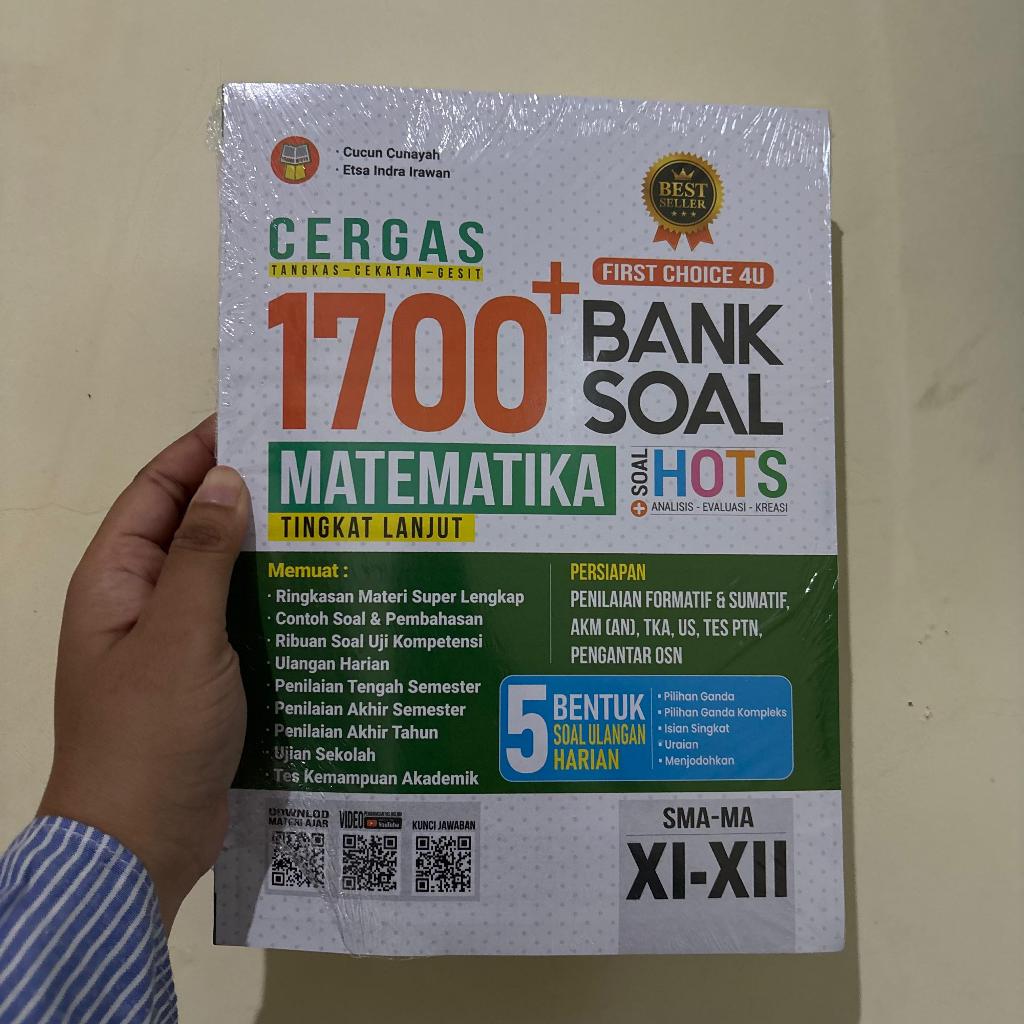 · Cucun Cunayah
· Etsa Indra Irawan
BEST
SELLER
CERGAS
TANGKAS-CEKATAN-GESIT
FIRST CHOICE 4U
1700+
BANK
SOAL
MATEMATIKA
TINGKAT LANJUT
+ SOAL
HOTS
ANALISIS - EVALUASI - KREASI
Memuat :
· Ringkasan Materi Super Lengkap
· Contoh Soal & Pembahasan
· Ribuan Soal Uji Kompetensi
· Ulangan Harian
· Penilaian Tengah Semester
· Penilaian Akhir Semester
· Penilaian Akhir Tahun
· Ujian Sekolah
· Tes Kemampuan Akademik
PERSIAPAN
PENILAIAN FORMATIF & SUMATIF,
AKM (AN), TKA, US, TES PTN,
PENGANTAR OSN
5 BENTUK
SOAL ULANGAN
HARIAN
▪ Pilihan Ganda
▪ Pilihan Ganda Kompleks
▪ Isian Singkat
▪ Uraian
▪ Menjodohkan
DOWNLOD
MATERI AJAR
VIDEO
YouTube
KUNCI JAWABAN
SMA-MA
XI-XII